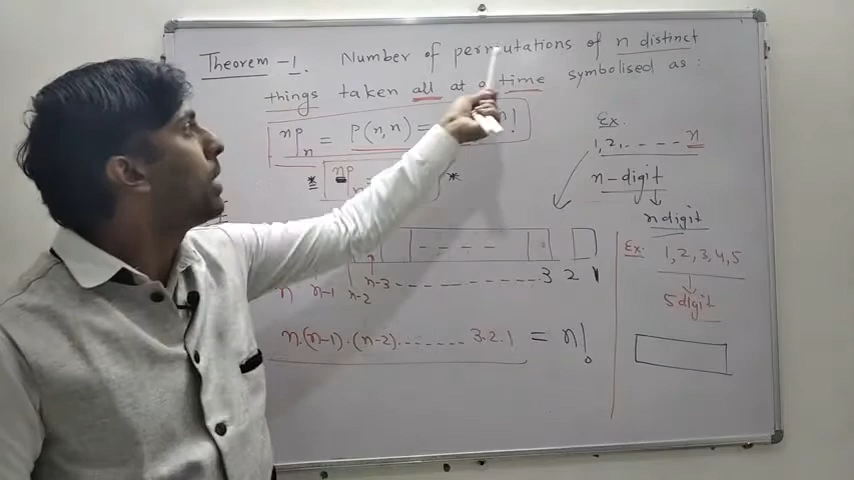 Theorem-1. Number of permutations of n distinct
things taken all at a time symbolised as:
nPn = P(n,n) = n!
* nPn *
Ex.
1, 2, ..... n
n-digit
n digit
n n-1 n-2 n-3 ........ 3 2 1
n.(n-1).(n-2)....... 3.2.1 = n!
Ex: 1, 2, 3, 4, 5
5 digit